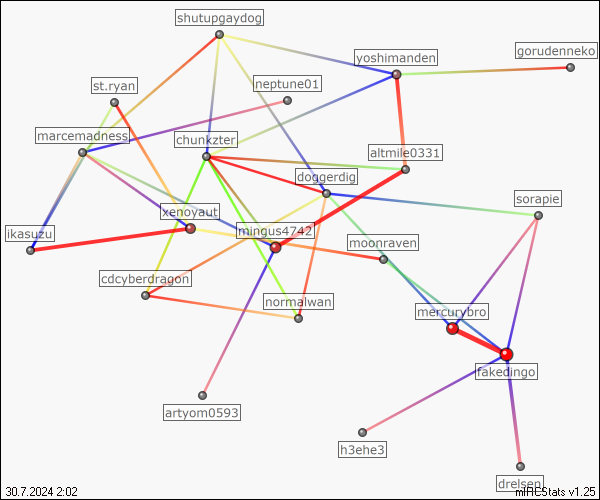 shutupgaydog
gorudenneko
yoshimanden
st.ryan
neptune01
marcemadness
chunkzter
altmile0331
doggerdig
sorapie
xenoyaut
ikasuzu
mingus4742
moonraven
cdcyberdragon
normalwan
mercurybro
fakedingo
artyom0593
h3ehe3
drelsen
30.7.2024 2:02
mIRCStats v1.25